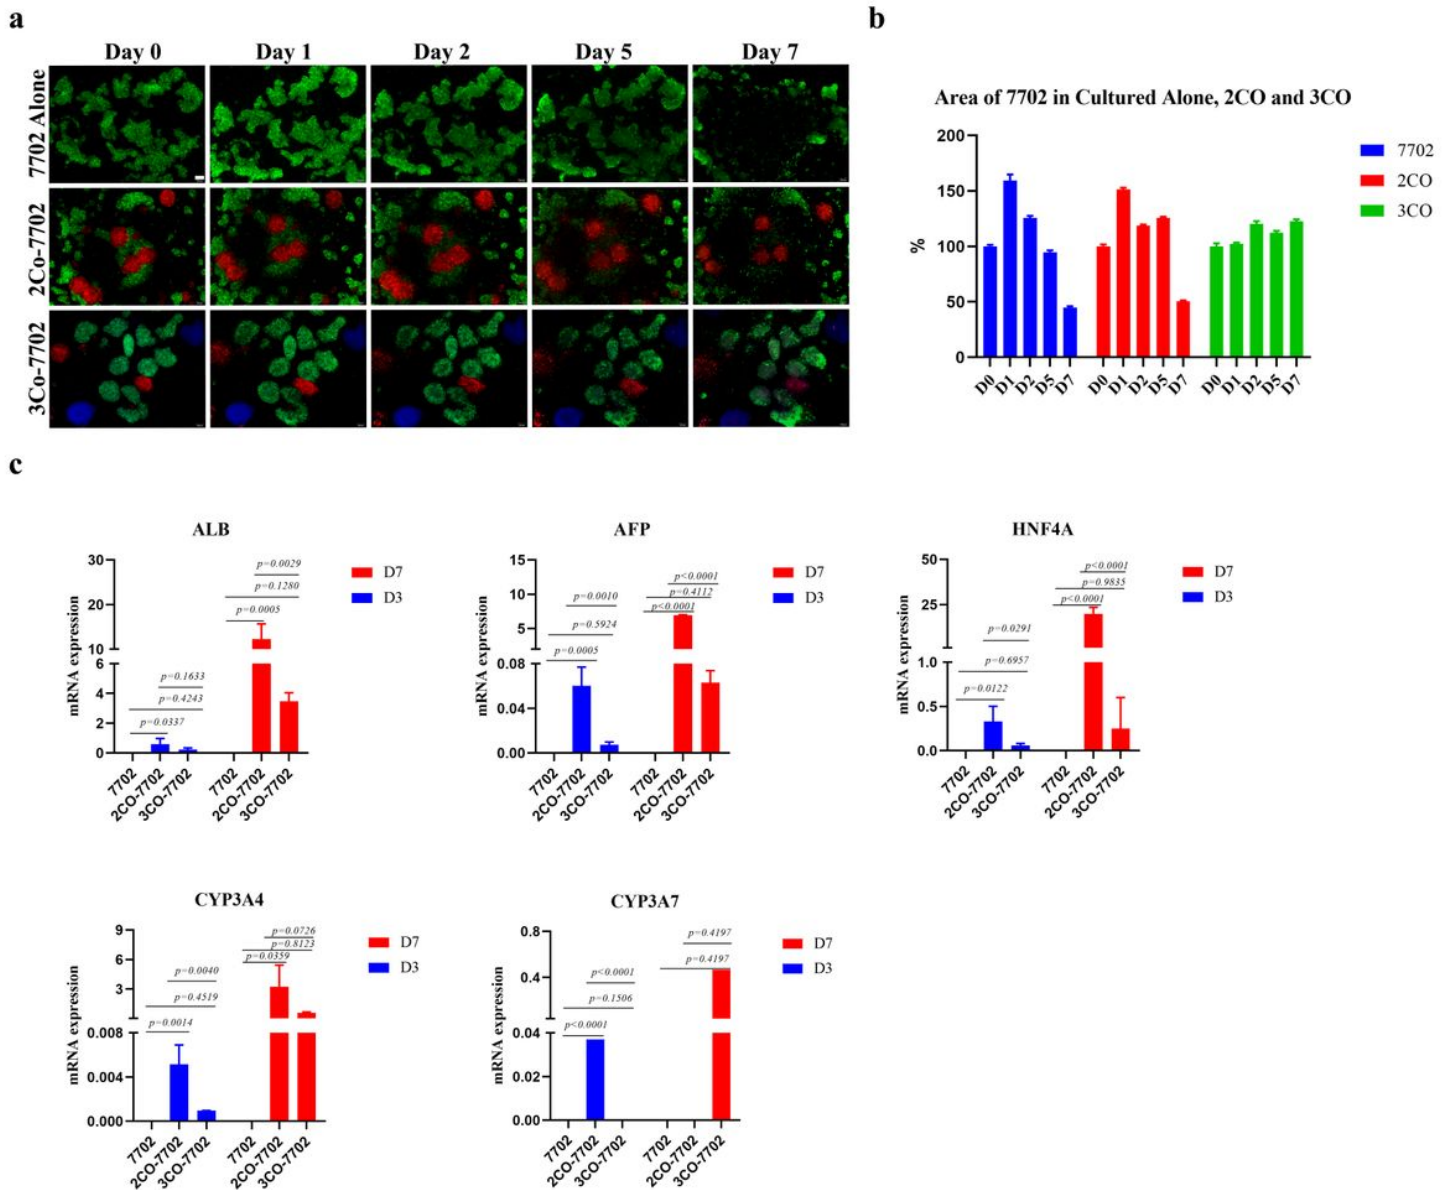 a
Day 0 Day 1 Day 2 Day 5 Day 7
7702 Alone
2Co-7702
3Co-7702
b
Area of 7702 in Cultured Alone, 2CO and 3CO
%
200
150
100
50
0
D0 D1 D2 D5 D7 D0 D1 D2 D5 D7 D0 D1 D2 D5 D7
7702
2CO
3CO
c
ALB
mRNA expression
30
20
10
6
4
2
0
p=0.0029
p=0.1280
p=0.0005
p=0.1633
p=0.4243
p=0.0337
7702 2CO-7702 3CO-7702 7702 2CO-7702 3CO-7702
D7
D3
AFP
mRNA expression
15
10
5
0.08
0.04
0.00
p<0.0001
p=0.4112
p<0.0001
p=0.0010
p=0.5924
p=0.0005
7702 2CO-7702 3CO-7702 7702 2CO-7702 3CO-7702
D7
D3
HNF4A
mRNA expression
50
25
1.0
0.5
0.0
p<0.0001
p=0.9835
p<0.0001
p=0.0291
p=0.6957
p=0.0122
7702 2CO-7702 3CO-7702 7702 2CO-7702 3CO-7702
D7
D3
CYP3A4
mRNA expression
9
6
3
0.008
0.004
0.000
p=0.0726
p=0.8123
p=0.0359
p=0.0040
p=0.4519
p=0.0014
7702 2CO-7702 3CO-7702 7702 2CO-7702 3CO-7702
D7
D3
CYP3A7
mRNA expression
0.8
0.4
0.04
0.02
0.00
p=0.4197
p=0.4197
p<0.0001
p=0.1506
p<0.0001
7702 2CO-7702 3CO-7702 7702 2CO-7702 3CO-7702
D7
D3